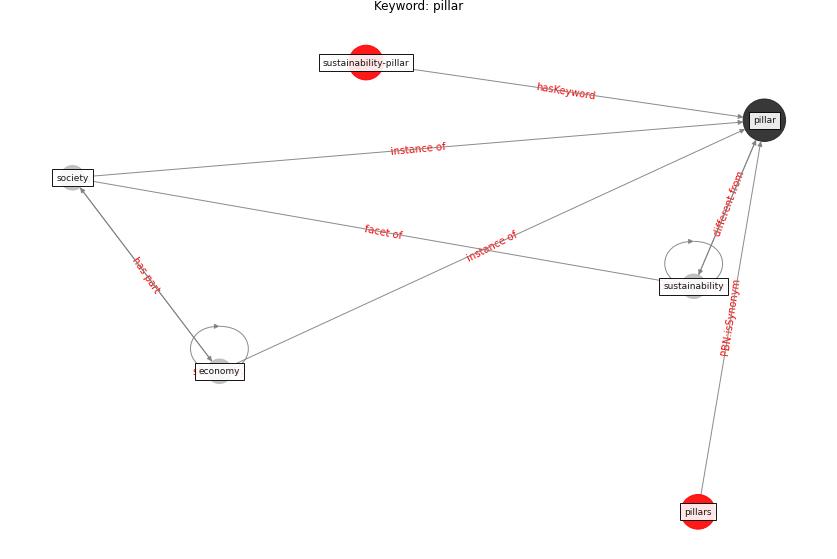 Keyword: pillar
sustainability-pillar
hasKeyword
pillar
instance of
society
different from
facet of
instance of
has part
sustainability
PBN:isSynonym
economy
pillars